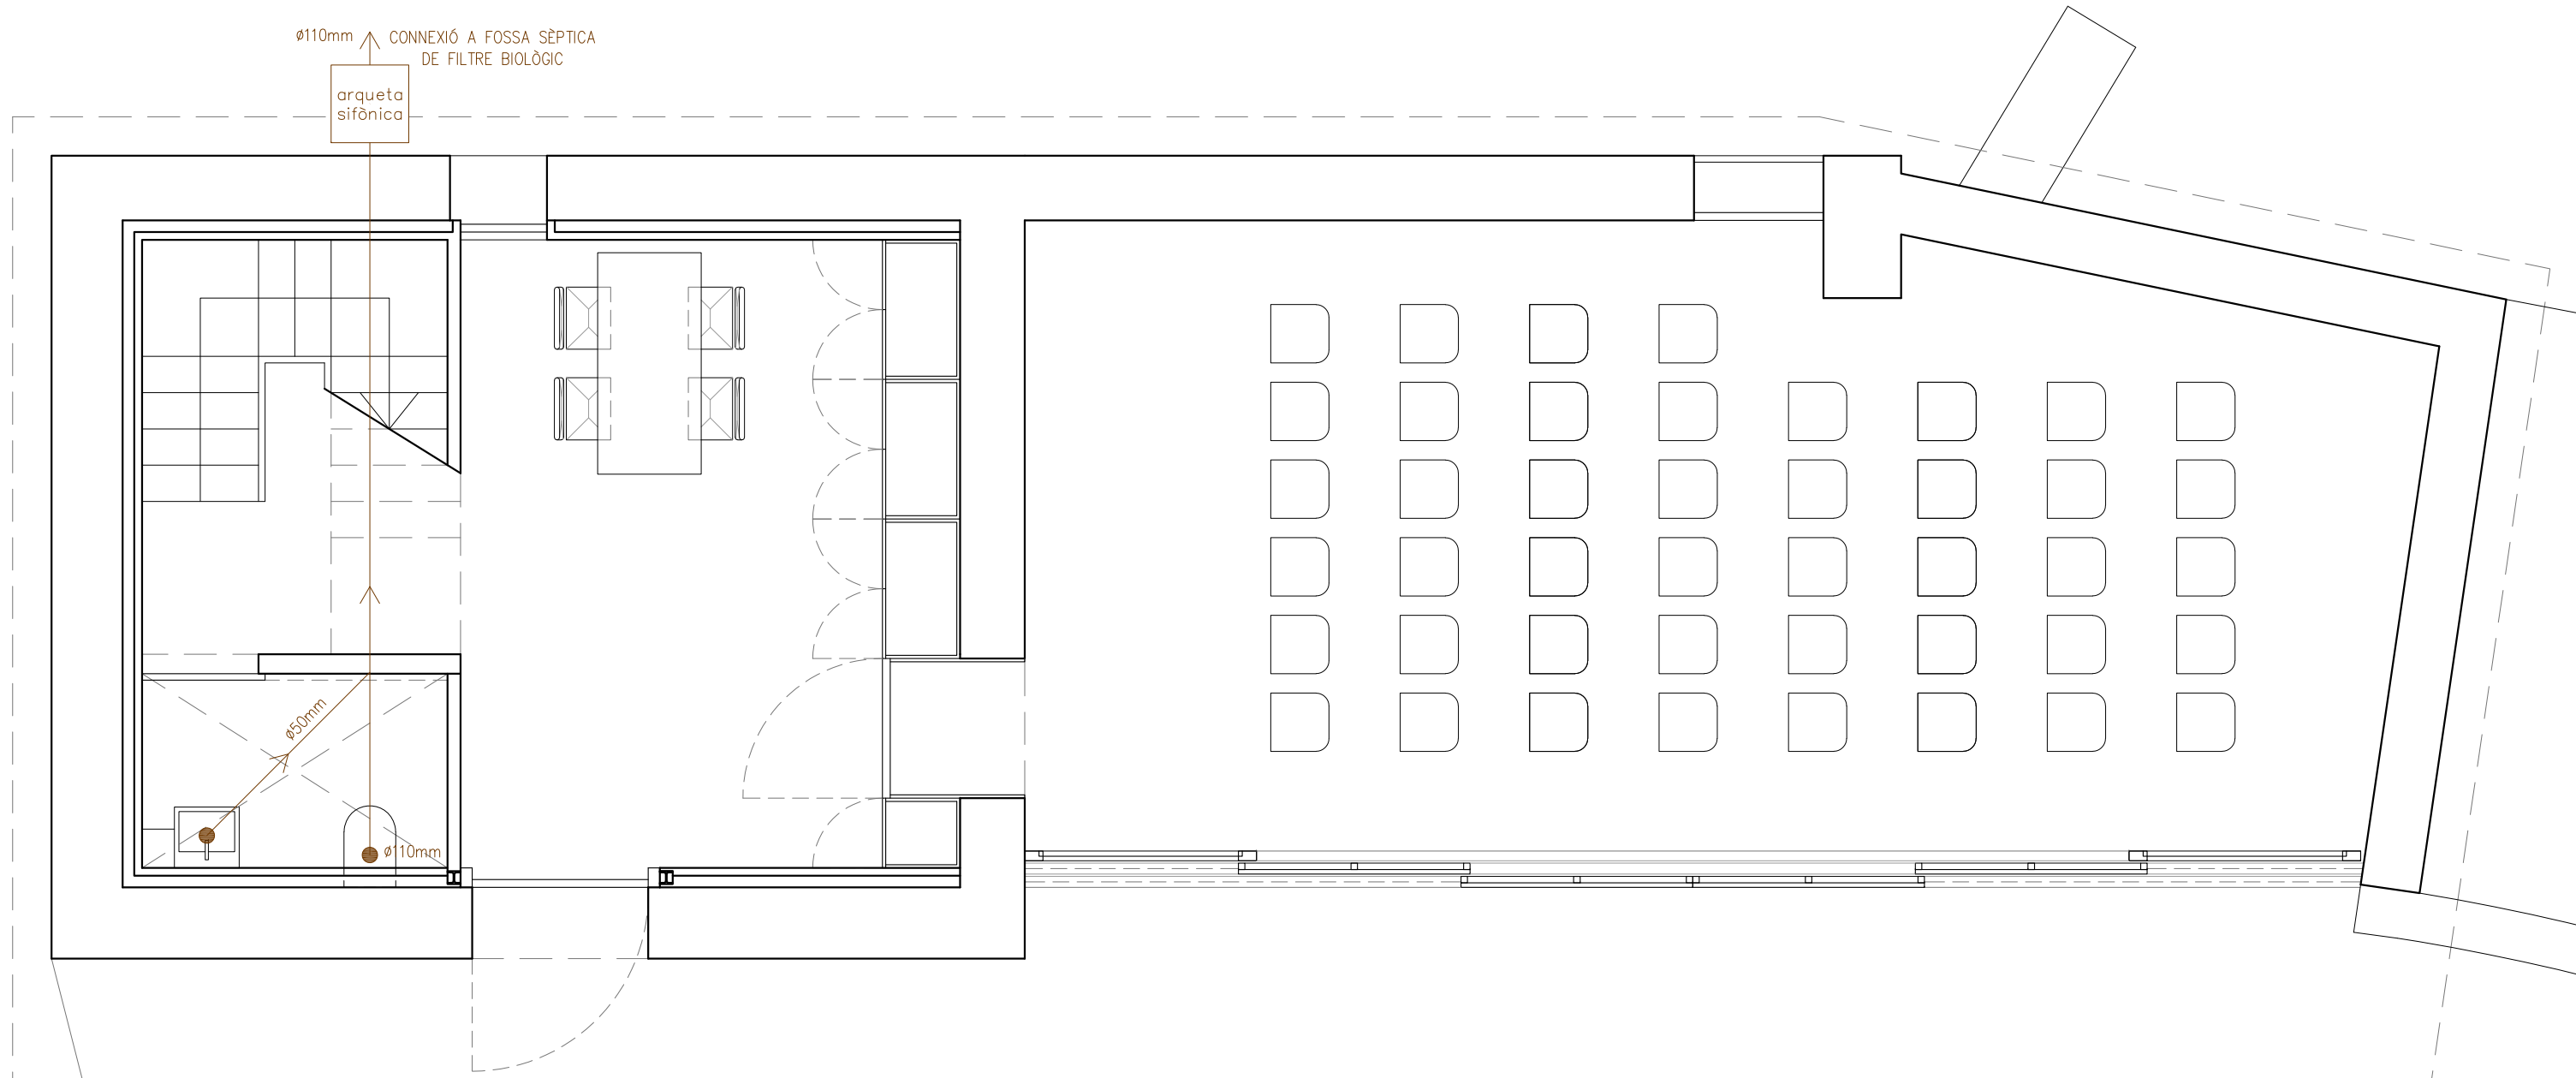 ø110mm
CONNEXIÓ A FOSSA SÈPTICA
DE FILTRE BIOLÒGIC
arqueta
sifònica
ø50mm
ø110mm